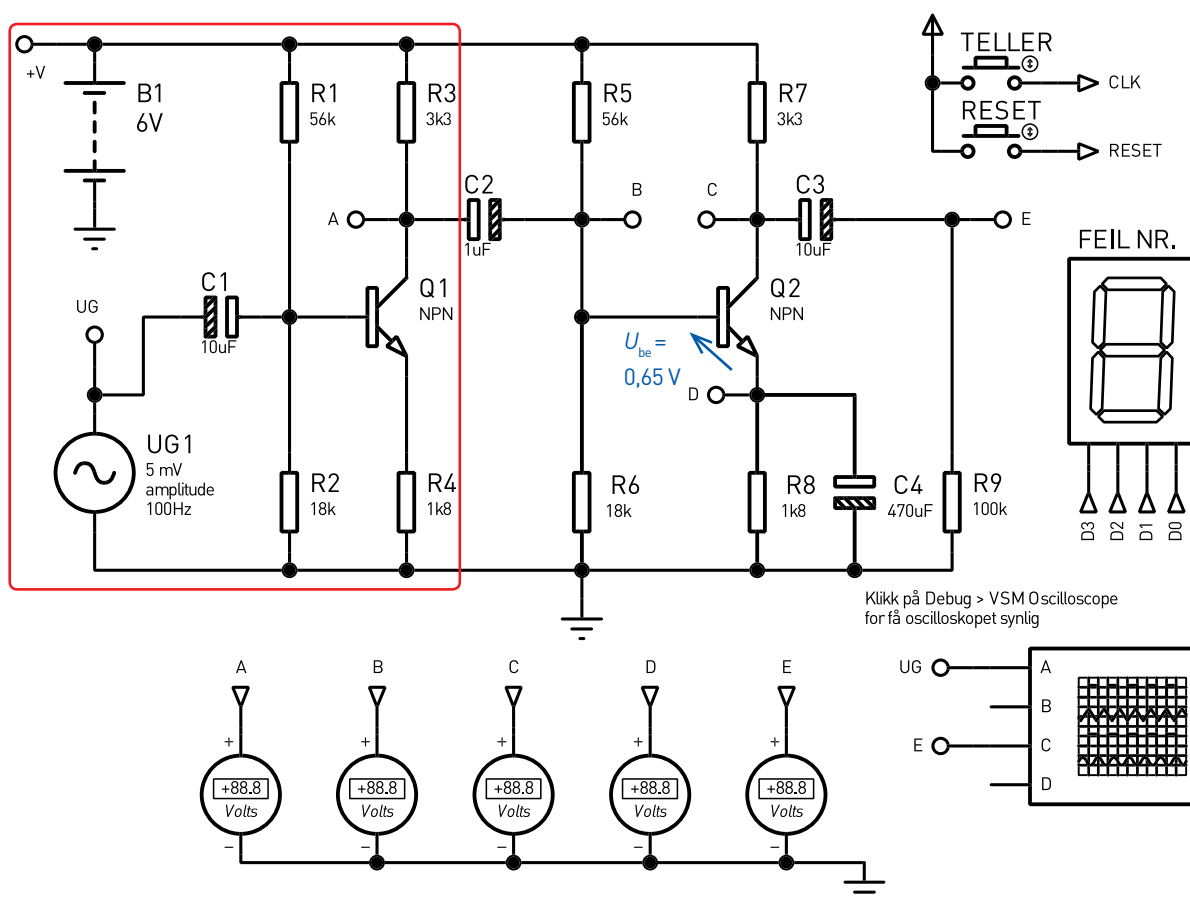 +V
B1
6V
R1
56k
R3
3k3
R5
56k
R7
3k3
TELLER
CLK
RESET
RESET
A
C2
1uF
B
C
C3
10uF
E
FEIL NR.
UG
C1
10uF
Q1
NPN
Q2
NPN
Ube =
0,65 V
D
UG1
5 mV
amplitude
100Hz
R2
18k
R4
1k8
R6
18k
R8
1k8
C4
470uF
R9
100k
D3
D2
D1
D0
Klikk på Debug > VSM Oscilloscope
for få oscilloskopet synlig
A
B
C
D
E
+
+
+
+
+
+88.8
Volts
+88.8
Volts
+88.8
Volts
+88.8
Volts
+88.8
Volts
–
–
–
–
–
UG
E
A
B
C
D